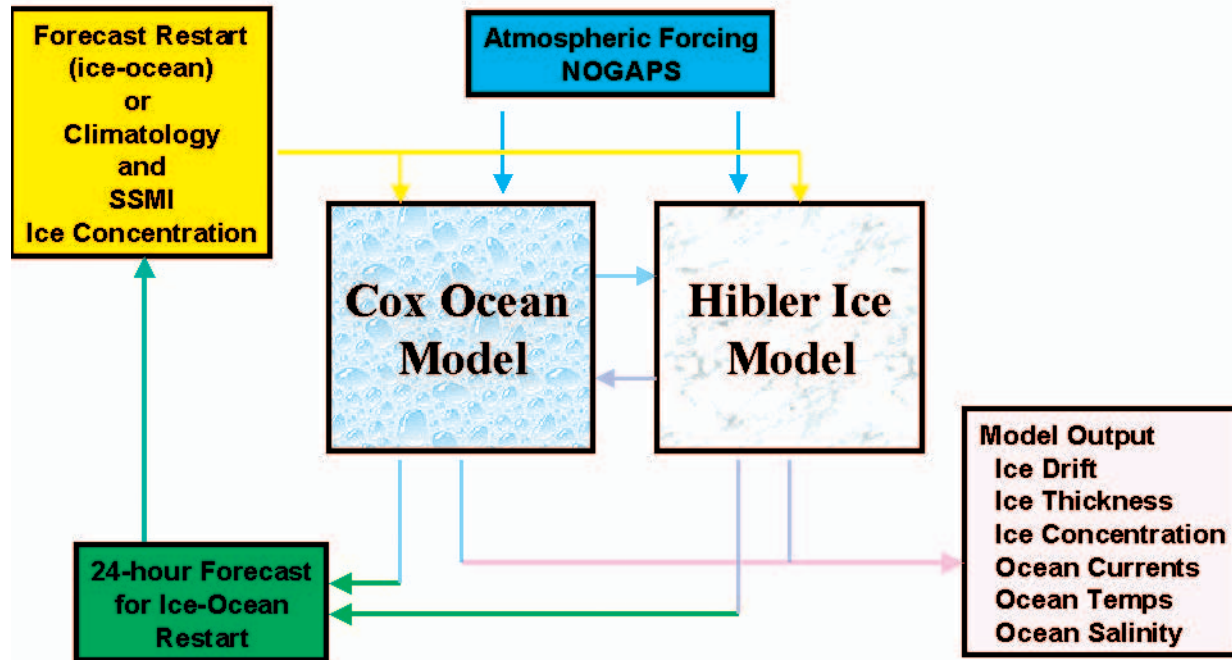 Forecast Restart
(ice-ocean)
or
Climatology
and
SSMI
Ice Concentration
Atmospheric Forcing
NOGAPS
Cox Ocean
Model
Hibler Ice
Model
Model Output
Ice Drift
Ice Thickness
Ice Concentration
Ocean Currents
Ocean Temps
Ocean Salinity
24-hour Forecast
for Ice-Ocean
Restart